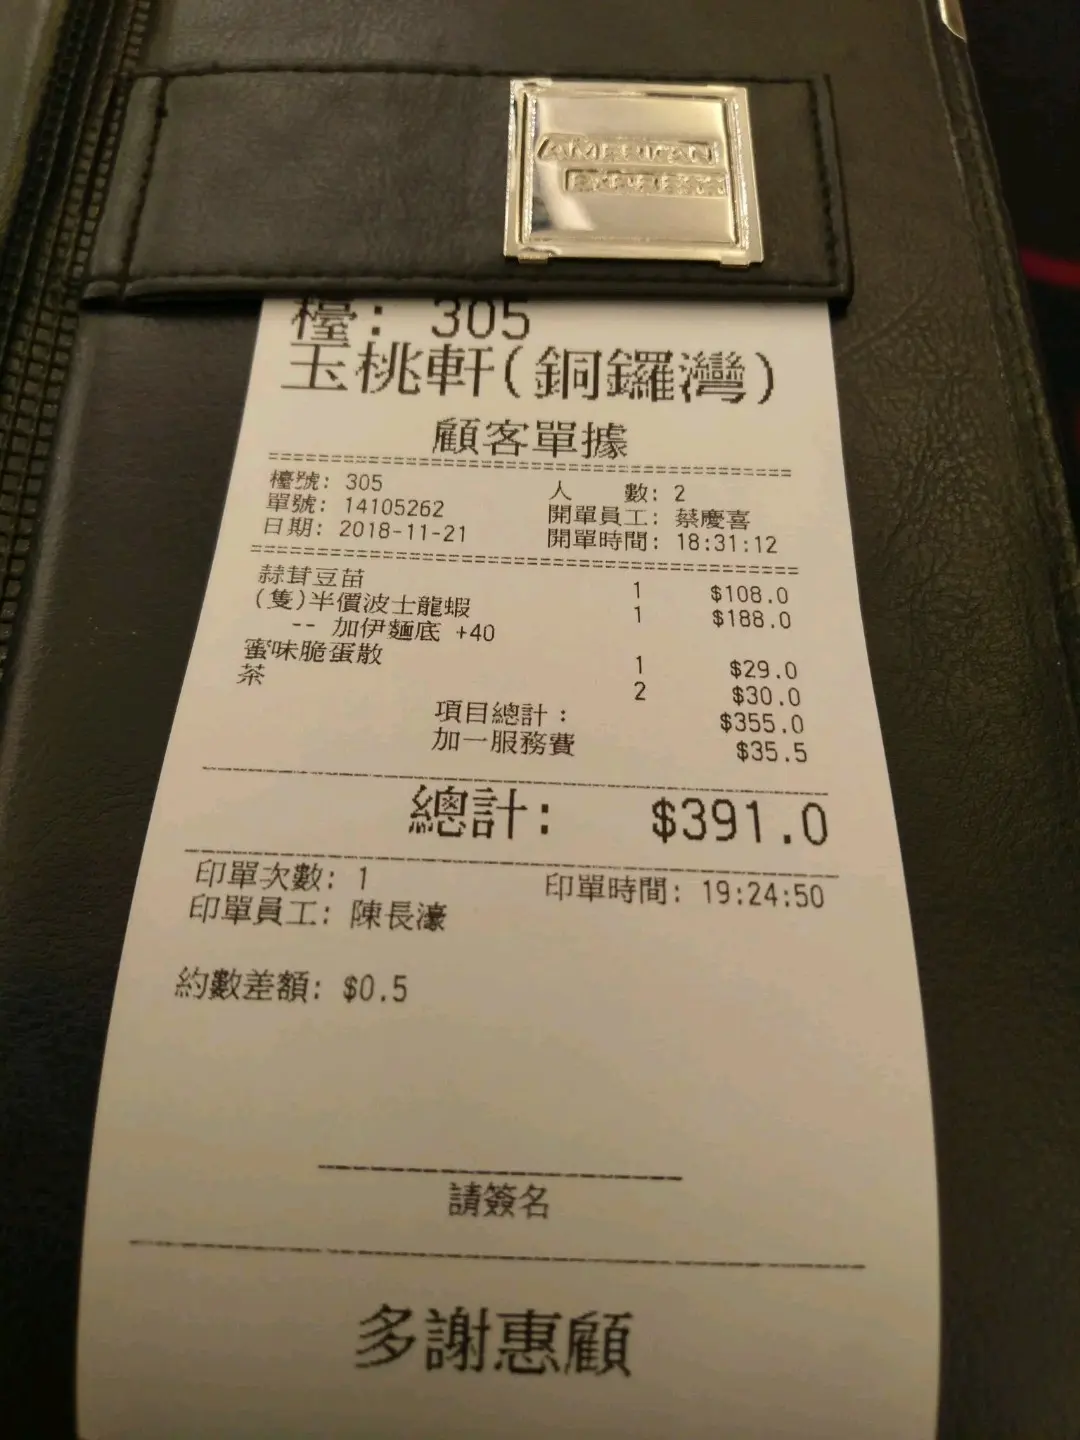 AMERICAN
EXPRESS
檯: 305
玉桃軒(銅鑼灣)
顧客單據
檯號: 305 人 數: 2
單號: 14105262 開單員工: 蔡慶喜
日期: 2018-11-21 開單時間: 18:31:12
蒜茸豆苗 1 $108.0
(隻)半價波士龍蝦 1 $188.0
-- 加伊麵底 +40
蜜味脆蛋散 1 $29.0
茶 2 $30.0
項目總計: $355.0
加一服務費 $35.5
總計: $391.0
印單次數: 1 印單時間: 19:24:50
印單員工: 陳長濠
約數差額: $0.5
請簽名
多謝惠顧